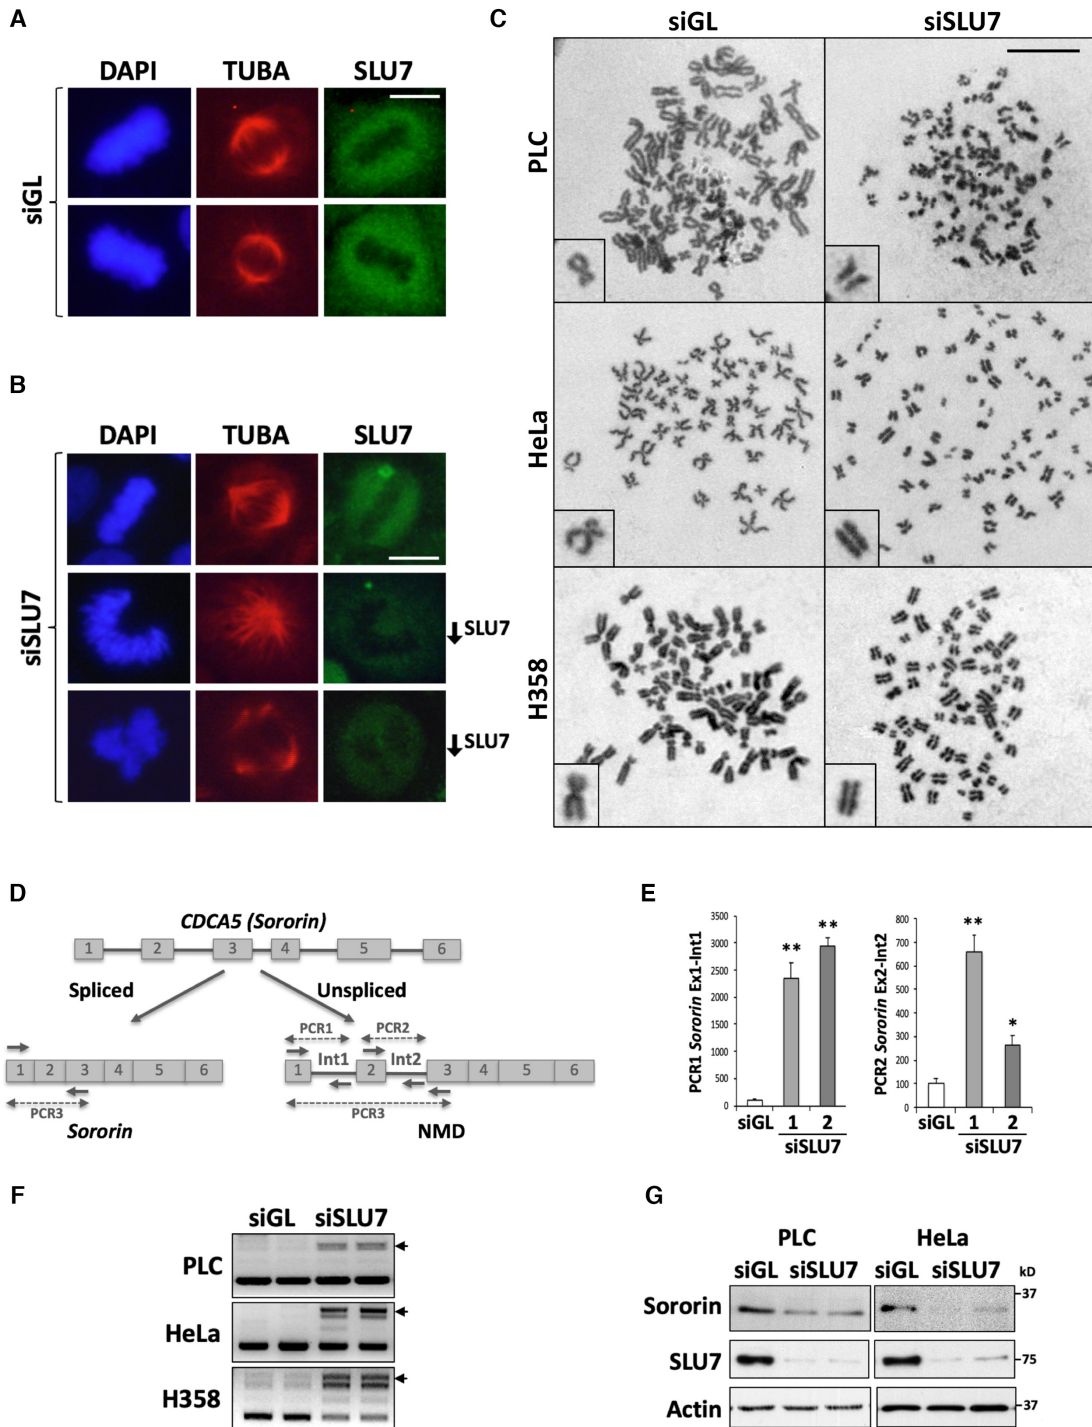 A
DAPI TUBA SLU7
siGL
B
DAPI TUBA SLU7
siSLU7
SLU7
SLU7
C
siGL siSLU7
PLC
HeLa
H358
D
CDCA5 (Sororin)
1 2 3 4 5 6
Spliced Unspliced
PCR1 PCR2
Int1 Int2
1 2 3 4 5 6
1 2 3 4 5 6
PCR3 PCR3
Sororin NMD
E
PCR1 Sororin Ex1-Int1
3500
3000
2500
2000
1500
1000
500
0
** **
siGL 1 2
siSLU7
PCR2 Sororin Ex2-Int2
800
700
600
500
400
300
200
100
0
** *
siGL 1 2
siSLU7
F
siGL siSLU7
PLC
HeLa
H358
G
PLC HeLa
siGL siSLU7 siGL siSLU7 kD
Sororin -37
SLU7 -75
Actin -37